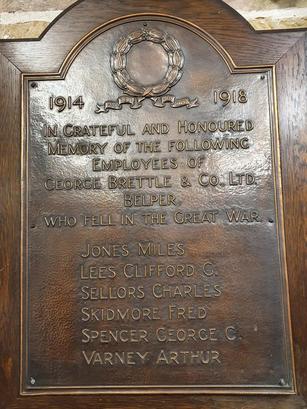 1914 1918
IN GRATEFUL AND HONOURED
MEMORY OF THE FOLLOWING
EMPLOYEES OF
GEORGE BRETTLE & CO. LTD.
BELPER.
WHO FELL IN THE GREAT WAR
JONES MILES
LEES CLIFFORD C.
SELLORS CHARLES
SKIDMORE FRED
SPENCER GEORGE C.
VARNEY ARTHUR